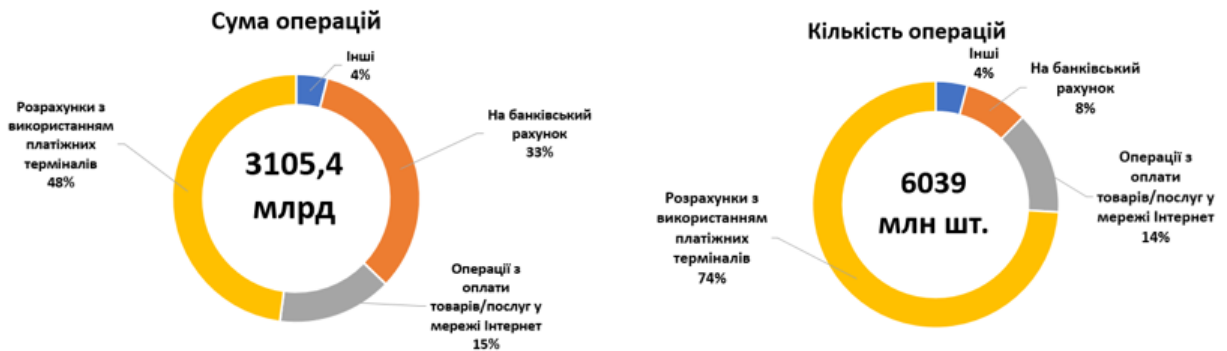 Сума операцій
Інші
4%
На банківський
рахунок
33%
Розрахунки з
використанням
платіжних
терміналів
48%
3105,4
млрд
Операції з
оплати
товарів/послуг у
мережі Інтернет
15%
Кількість операцій
Інші
4%
На банківський
рахунок
8%
Операції з
оплати
товарів/послуг у
мережі Інтернет
14%
6039
млн шт.
Розрахунки з
використанням
платіжних
терміналів
74%